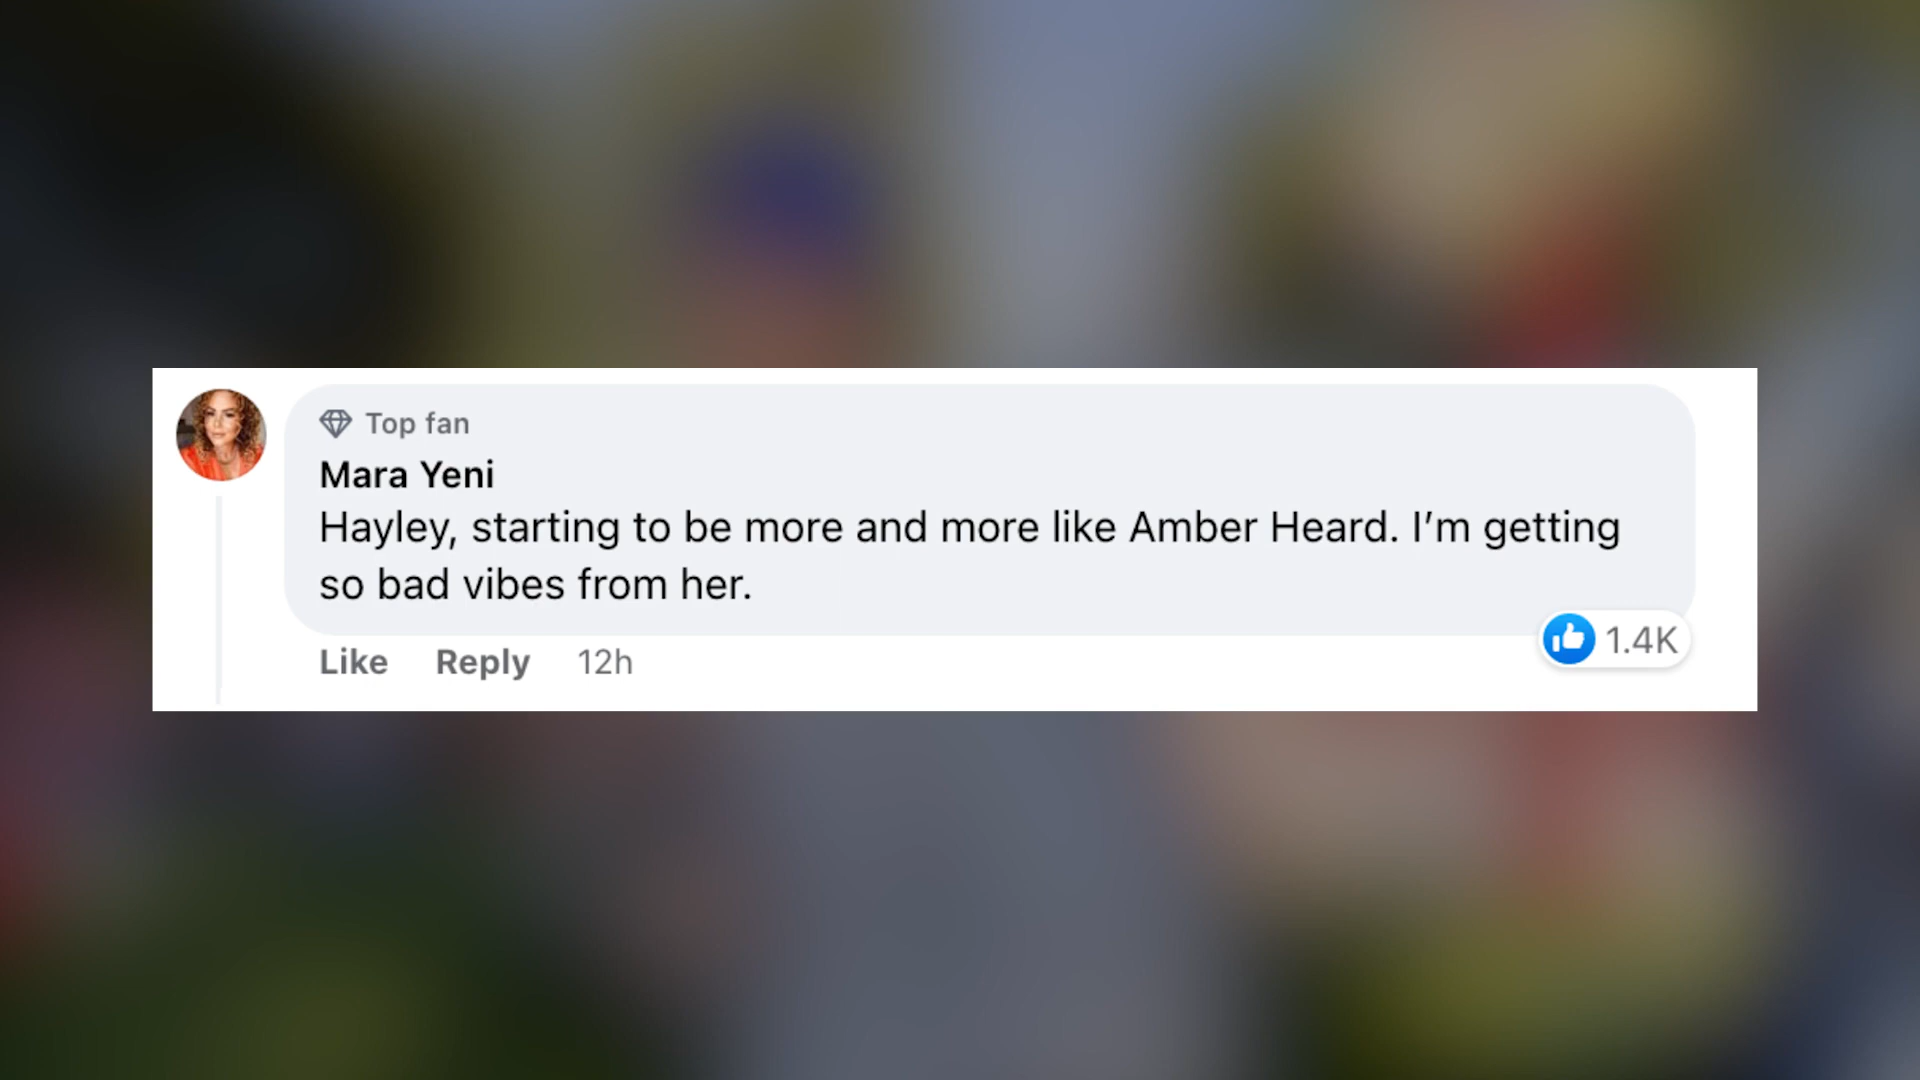 Top fan
Mara Yeni
Hayley, starting to be more and more like Amber Heard. I’m getting
so bad vibes from her.
Like Reply 12h
1.4K